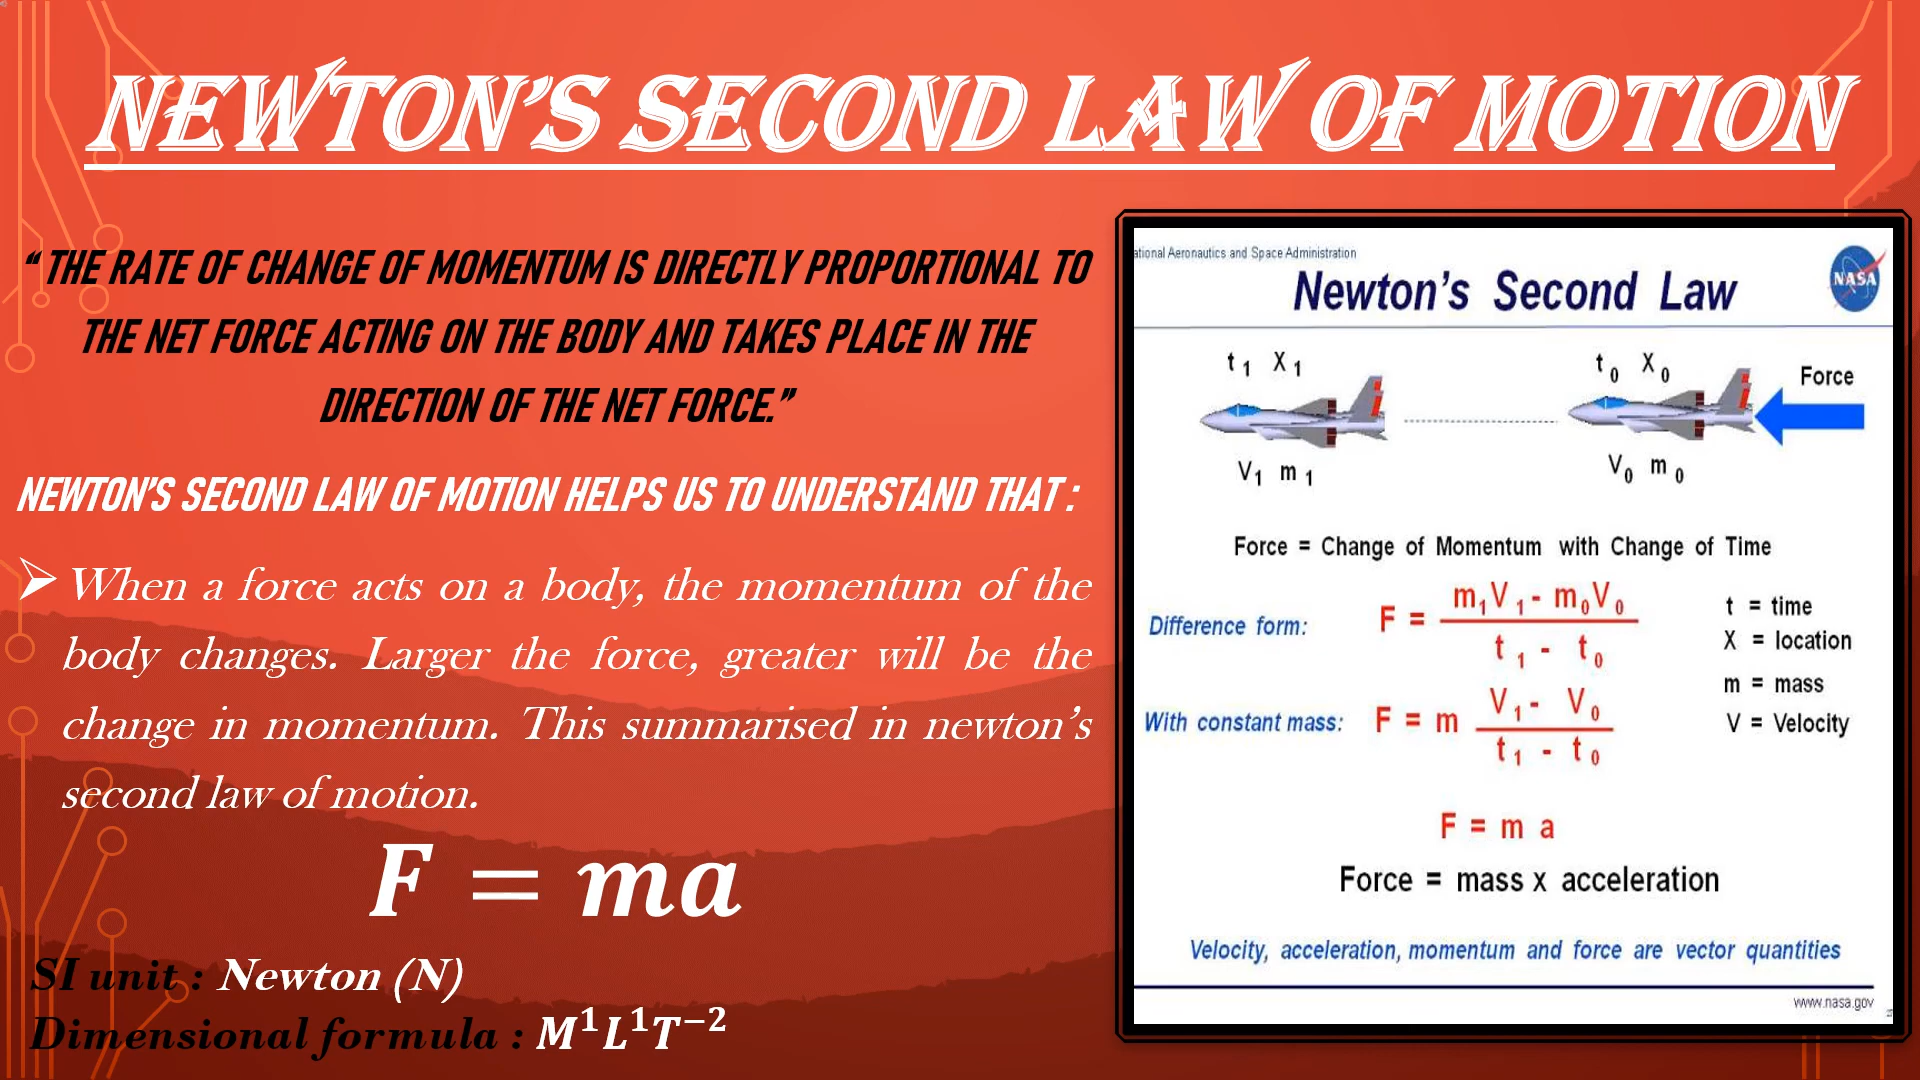 NEWTON'S SECOND LAW OF MOTION
“ THE RATE OF CHANGE OF MOMENTUM IS DIRECTLY PROPORTIONAL TO
THE NET FORCE ACTING ON THE BODY AND TAKES PLACE IN THE
DIRECTION OF THE NET FORCE.”
NEWTON'S SECOND LAW OF MOTION HELPS US TO UNDERSTAND THAT :
➢ When a force acts on a body, the momentum of the
body changes. Larger the force, greater will be the
change in momentum. This summarised in newton's
second law of motion.
F = ma
SI unit : Newton (N)
Dimensional formula : M¹L¹T⁻²
ational Aeronautics and Space Administration
Newton's Second Law
NASA
t₁ X₁
t₀ X₀
Force
V₁ m₁
V₀ m₀
Force = Change of Momentum with Change of Time
Difference form: F = (m₁V₁ - m₀V₀) / (t₁ - t₀)
With constant mass: F = m (V₁ - V₀) / (t₁ - t₀)
t = time
X = location
m = mass
V = Velocity
F = m a
Force = mass x acceleration
Velocity, acceleration, momentum and force are vector quantities
www.nasa.gov